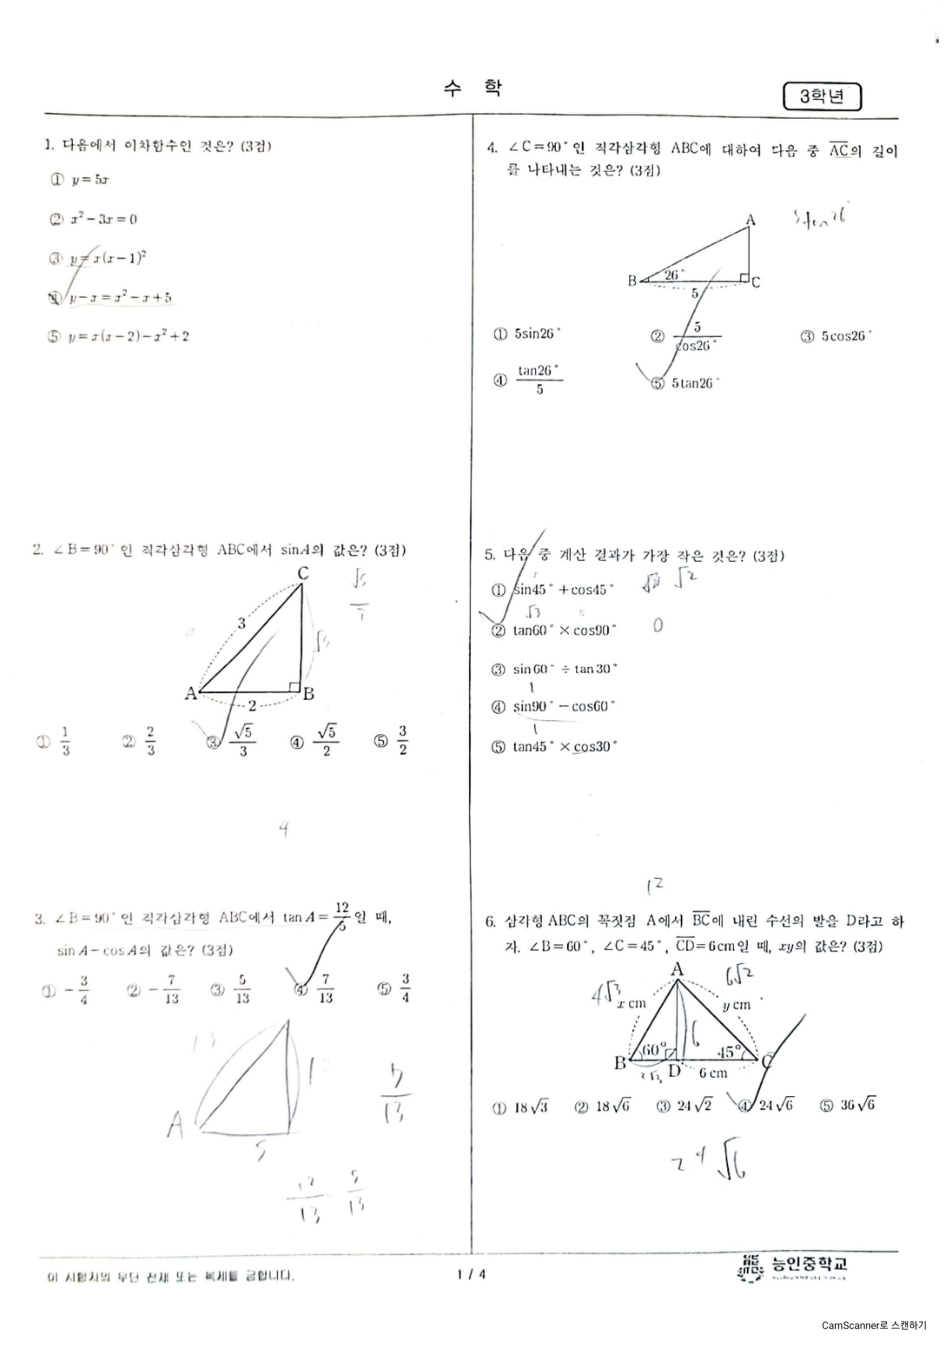 수 학
3학년
1. 다음에서 이차함수인 것은? (3점)
① y=5x
② x²-3x=0
③ y=x(x-1)²
④ y-x=x²-x+5
⑤ y=x(x-2)-x²+2
2. ∠B=90°인 직각삼각형 ABC에서 sinA의 값은? (3점)
C
√5
3
3
√5
A
B
2
① 1/3 ② 2/3 ③ √5/3 ④ √5/2 ⑤ 3/2
4
3. ∠B=90°인 직각삼각형 ABC에서 tan A=12/5일 때,
sin A-cos A의 값은? (3점)
① -3/4 ② -7/13 ③ 5/13 ④ 7/13 ⑤ 3/4
13
A
5
12/13 5/13
4. ∠C=90°인 직각삼각형 ABC에 대하여 다음 중 AC의 길이
를 나타내는 것은? (3점)
5tan26°
A
B 26° C
5
① 5sin26° ② 5/cos26° ③ 5cos26°
④ tan26°/5 ⑤ 5tan26°
5. 다음 중 계산 결과가 가장 작은 것은? (3점)
① sin45°+cos45° √2
√3 0
② tan60°×cos90° 0
③ sin60°÷tan30°
1
④ sin90°-cos60°
1
⑤ tan45°×cos30°
12
6. 삼각형 ABC의 꼭짓점 A에서 BC에 내린 수선의 발을 D라고 하
자. ∠B=60°, ∠C=45°, CD=6cm일 때, xy의 값은? (3점)
A
4√3 6√2
x cm y cm
6
60° 45°
B D C
2√3 6 cm
① 18√3 ② 18√6 ③ 24√2 ④ 24√6 ⑤ 36√6
24√6
이 시험지의 무단 전재 또는 복제를 금합니다.
1 / 4
능인중학교
CamScanner로 스캔하기